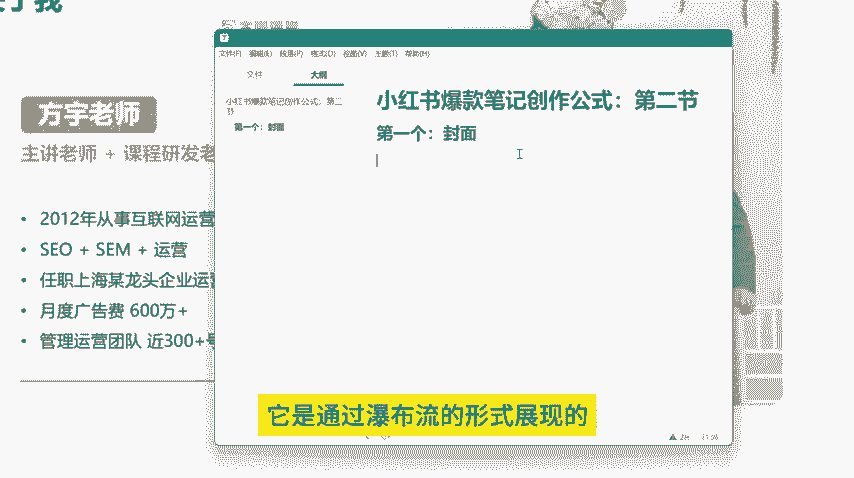 关于我
方宇老师
主讲老师 + 课程研发老
2012年从事互联网运营
SEO + SEM + 运营
任职上海某龙头企业运营
月度广告费 600万+
管理运营团队 近300+号
文件(F) 编辑(E) 段落(P) 格式(O) 视图(V) 主题(T) 帮助(H)
文件 大纲
小红书爆款笔记创作公式：第二
节
第一个：封面
小红书爆款笔记创作公式：第二节
第一个：封面
它是通过瀑布流的形式展现的